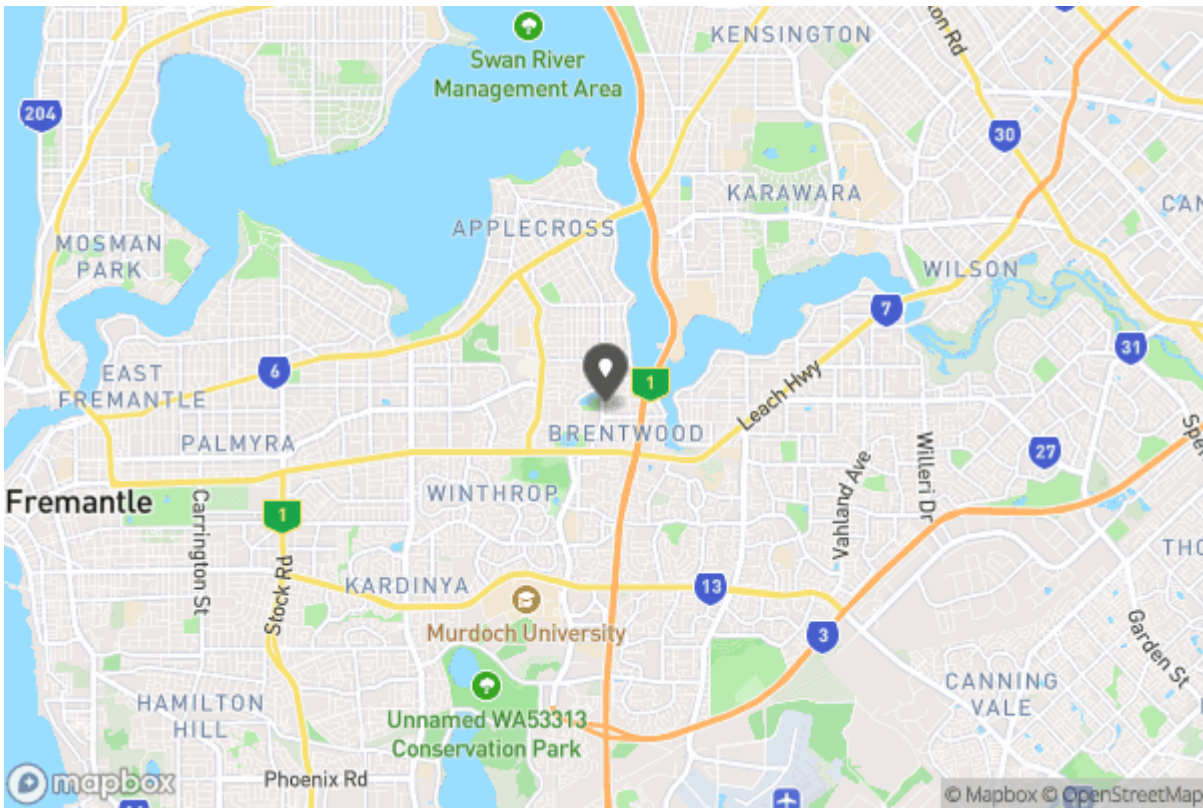 KENSINGTON
Swan River
Management Area
204
30
KARAWARA
APPLECROSS
MOSMAN
PARK
WILSON
7
31
6
EAST
FREMANTLE
1
Leach Hwy
PALMYRA
BRENTWOOD
27
Fremantle
WINTHROP
Carrington St
1
Vahland Ave
Willeri Dr
Stock Rd
KARDINYA
13
Murdoch University
3
Garden St
HAMILTON
HILL
Unnamed WA53313
Conservation Park
CANNING
VALE
Phoenix Rd
mapbox
© Mapbox © OpenStreetMap